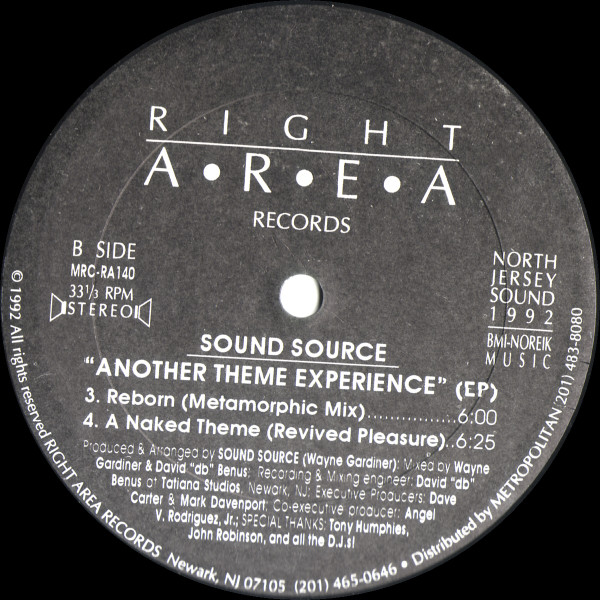 RIGHT
A•R•E•A
RECORDS
B SIDE
MRC-RA140
33 1/3 RPM
STEREO
NORTH
JERSEY
SOUND
1992
BMI-NOREIK
MUSIC
SOUND SOURCE
“ANOTHER THEME EXPERIENCE” (EP)
3. Reborn (Metamorphic Mix)................6:00
4. A Naked Theme (Revived Pleasure)..6:25
Produced & Arranged by SOUND SOURCE (Wayne Gardiner): Mixed by Wayne
Gardiner & David "db" Benus: Recording & Mixing engineer: David "db"
Benus at Tatiana Studios, Newark, NJ: Executive Producers: Dave
Carter & Mark Davenport: Co-executive producer: Angel
V. Rodriguez, Jr.; SPECIAL THANKS: Tony Humphies,
John Robinson, and all the D.J.s!
© 1992 All rights reserved RIGHT AREA RECORDS Newark, NJ 07105 (201) 465-0646 • Distributed by METROPOLITAN (201) 483-8080